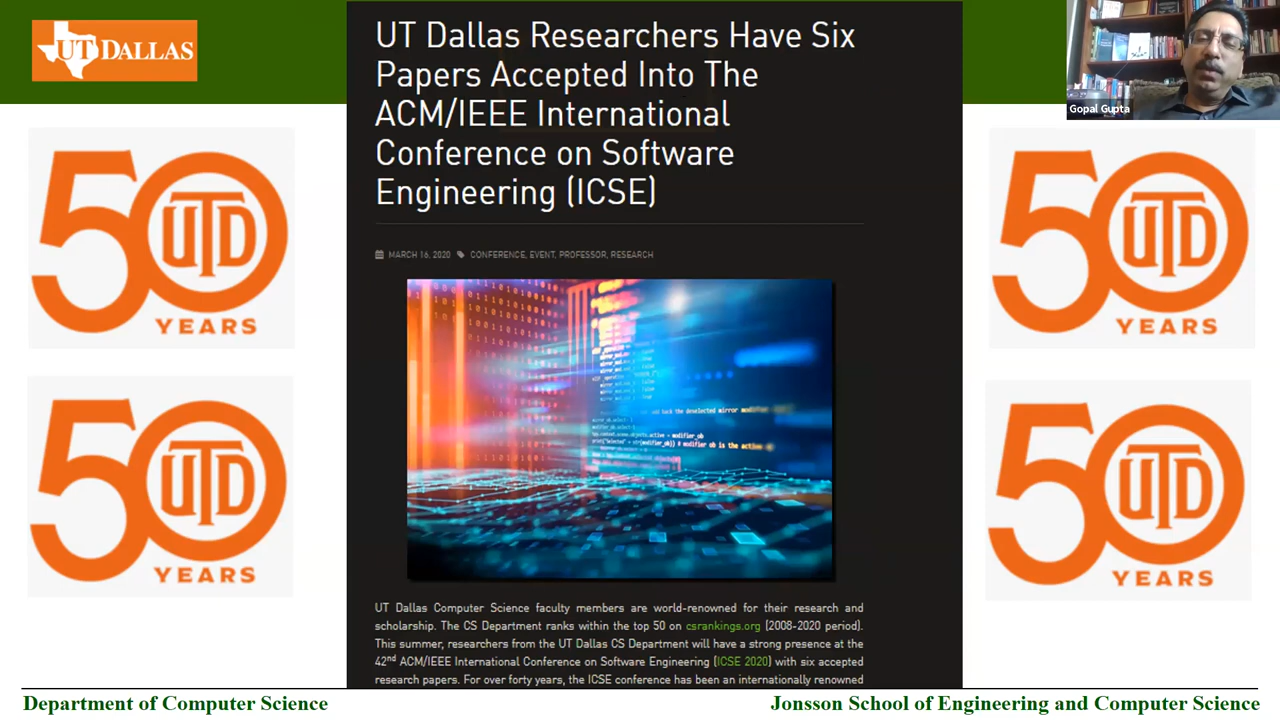 UT DALLAS
UT Dallas Researchers Have Six
Papers Accepted Into The
ACM/IEEE International
Conference on Software
Engineering (ICSE)
MARCH 16, 2020 CONFERENCE, EVENT, PROFESSOR, RESEARCH
Gopal Gupta
50 UTD
YEARS
50 UTD
YEARS
50 UTD
YEARS
50 UTD
YEARS
UT Dallas Computer Science faculty members are world-renowned for their research and
scholarship. The CS Department ranks within the top 50 on csrankings.org (2008-2020 period).
This summer, researchers from the UT Dallas CS Department will have a strong presence at the
42nd ACM/IEEE International Conference on Software Engineering (ICSE 2020) with six accepted
research papers. For over forty years, the ICSE conference has been an internationally renowned
Department of Computer Science
Jonsson School of Engineering and Computer Science